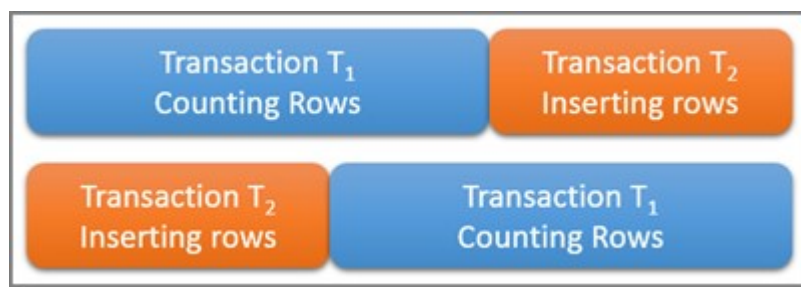 Transaction T₁
Counting Rows
Transaction T₂
Inserting rows
Transaction T₂
Inserting rows
Transaction T₁
Counting Rows